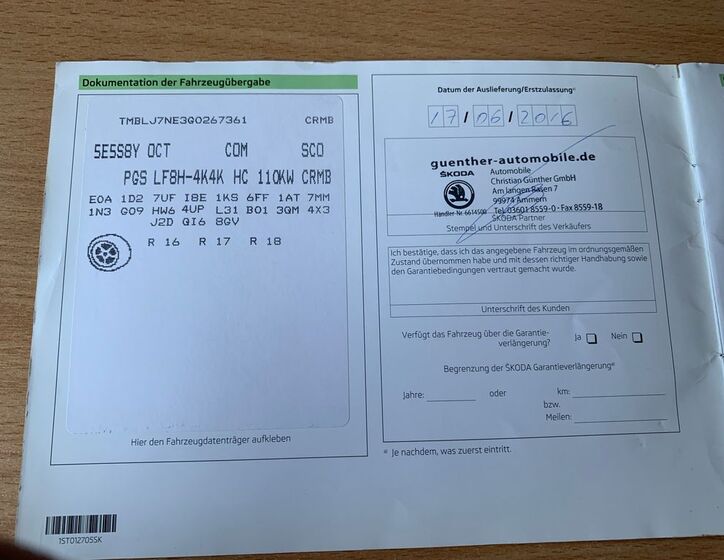 Dokumentation der Fahrzeugübergabe
TMBLJ7NE3G0267361 CRMB
5E5S8Y OCT COM SCO
PGS LF8H-4K4K HC 110KW CRMB
E0A 1D2 7UF I8E 1KS 6FF 1AT 7MM
1N3 G09 HW6 4UP L31 B01 3QM 4X3
J2D QI6 8GV
R 16 R 17 R 18
Hier den Fahrzeugdatenträger aufkleben
1ST012705SK
Datum der Auslieferung/Erstzulassung
17/06/2016
guenther-automobile.de
ŠKODA
Automobile
Christian Günther GmbH
Am langen Rasen 7
99974 Ammern
Händler Nr. 6614500 Tel. 03601 8559-0 · Fax 8559-18
ŠKODA Partner
Stempel und Unterschrift des Verkäufers
Ich bestätige, dass ich das angegebene Fahrzeug im ordnungsgemäßen
Zustand übernommen habe und mit dessen richtiger Handhabung sowie
den Garantiebedingungen vertraut gemacht wurde.
Unterschrift des Kunden
Verfügt das Fahrzeug über die Garantie-
verlängerung? Ja Nein
Begrenzung der ŠKODA Garantieverlängerung
Jahre: oder km:
bzw.
Meilen:
Je nachdem, was zuerst eintritt.